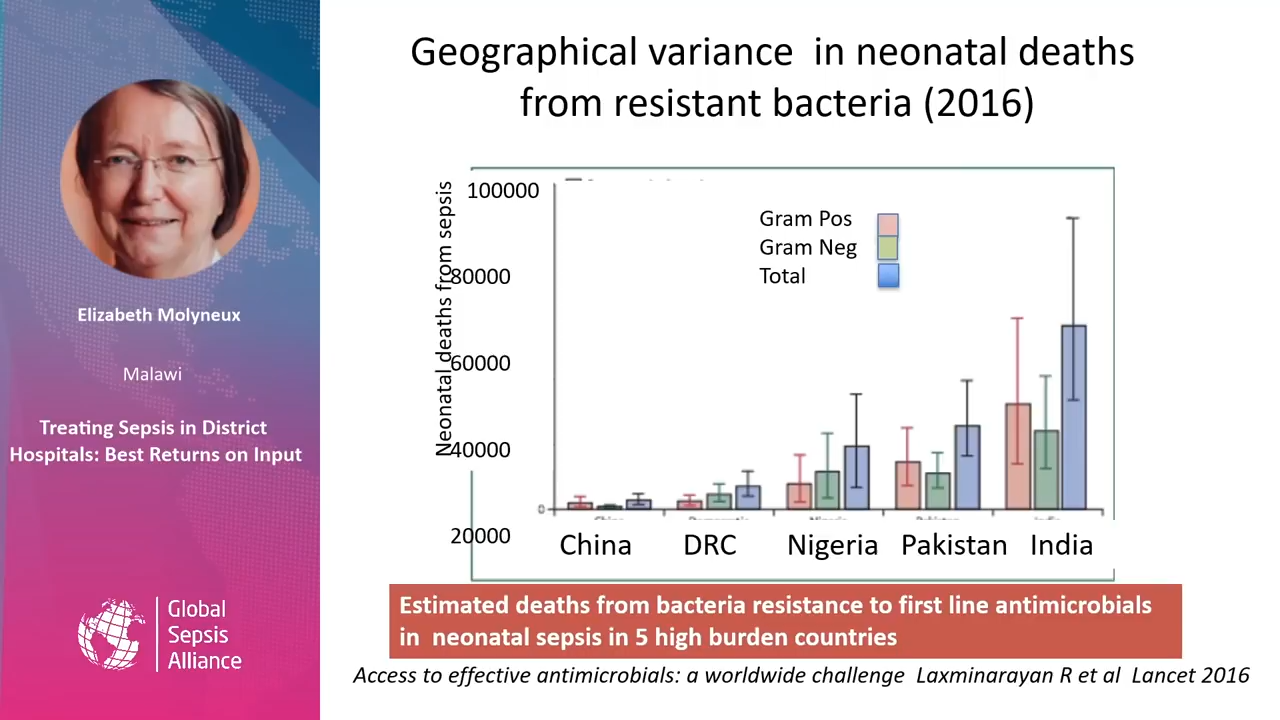 Elizabeth Molyneux
Malawi
Treating Sepsis in District
Hospitals: Best Returns on Input
Global
Sepsis
Alliance
Geographical variance in neonatal deaths
from resistant bacteria (2016)
Neonatal deaths from sepsis
100000
80000
60000
40000
0
20000
Gram Pos
Gram Neg
Total
China DRC Nigeria Pakistan India
Estimated deaths from bacteria resistance to first line antimicrobials
in neonatal sepsis in 5 high burden countries
Access to effective antimicrobials: a worldwide challenge Laxminarayan R et al Lancet 2016